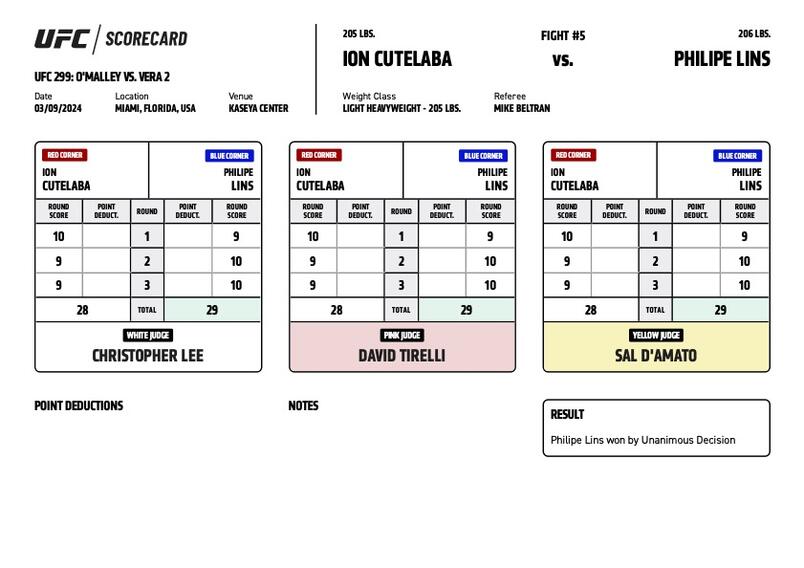 UFC SCORECARD
UFC 299: O'MALLEY VS. VERA 2
Date Location Venue
03/09/2024 MIAMI, FLORIDA, USA KASEYA CENTER
205 LBS. FIGHT #5 206 LBS.
ION CUTELABA VS. PHILIPE LINS
Weight Class Referee
LIGHT HEAVYWEIGHT - 205 LBS. MIKE BELTRAN
RED CORNER BLUE CORNER
ION PHILIPE
CUTELABA LINS
ROUND POINT ROUND POINT ROUND
SCORE DEDUCT. DEDUCT. SCORE
10 1 9
9 2 10
9 3 10
28 TOTAL 29
WHITE JUDGE
CHRISTOPHER LEE
RED CORNER BLUE CORNER
ION PHILIPE
CUTELABA LINS
ROUND POINT ROUND POINT ROUND
SCORE DEDUCT. DEDUCT. SCORE
10 1 9
9 2 10
9 3 10
28 TOTAL 29
PINK JUDGE
DAVID TIRELLI
RED CORNER BLUE CORNER
ION PHILIPE
CUTELABA LINS
ROUND POINT ROUND POINT ROUND
SCORE DEDUCT. DEDUCT. SCORE
10 1 9
9 2 10
9 3 10
28 TOTAL 29
YELLOW JUDGE
SAL D'AMATO
POINT DEDUCTIONS
NOTES
RESULT
Philipe Lins won by Unanimous Decision